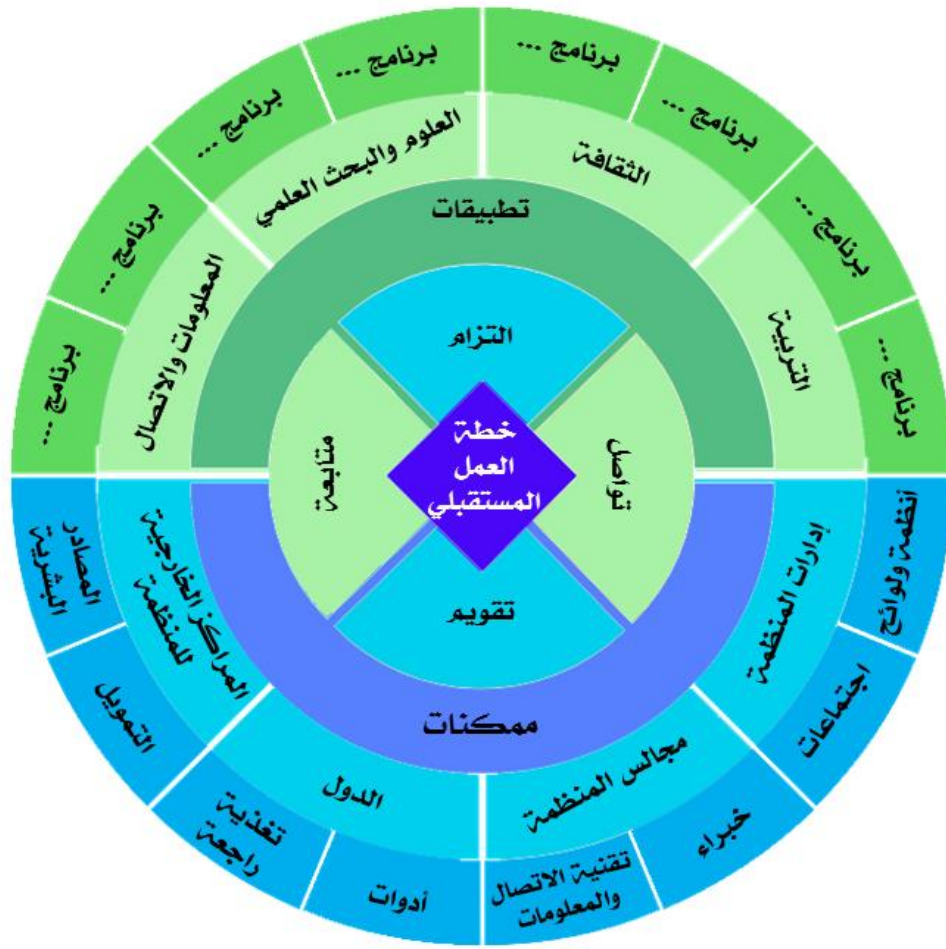 برنامج ...
برنامج ...
برنامج ...
برنامج ...
برنامج ...
برنامج ...
برنامج ...
برنامج ...
التربية
الثقافة
العلوم والبحث العلمي
المعلومات والاتصال
تطبيقات
التزام
تواصل
متابعة
تقويم
خطة
العمل
المستقبلي
ممكنات
إدارات المنظمة
مجالس المنظمة
الدول
المراكز الخارجية
للمنظمة
أنظمة ولوائح
اجتماعات
خبراء
تقنية الاتصال
والمعلومات
أدوات
تغذية
راجعة
التمويل
المصادر
البشرية